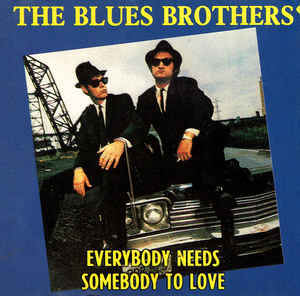 THE BLUES BROTHERS'
EVERYBODY NEEDS
SOMEBODY TO LOVE